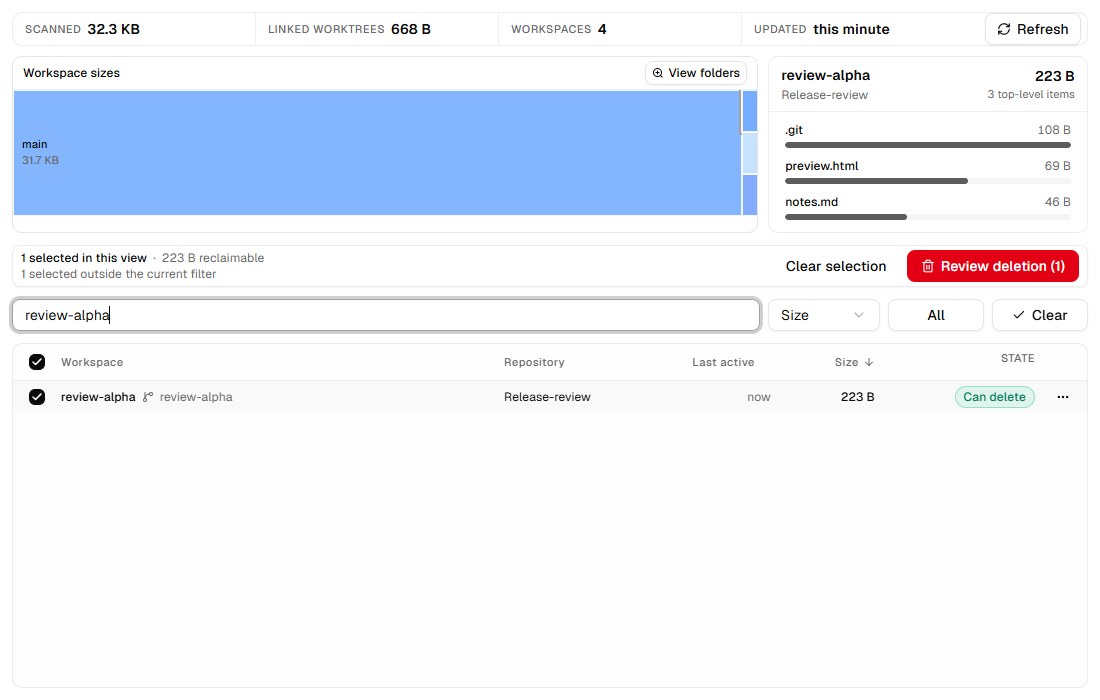 SCANNED 32.3 KB
LINKED WORKTREES 668 B
WORKSPACES 4
UPDATED this minute
Refresh
Workspace sizes
View folders
main
31.7 KB
review-alpha 223 B
Release-review 3 top-level items
.git 108 B
preview.html 69 B
notes.md 46 B
1 selected in this view · 223 B reclaimable
1 selected outside the current filter
Clear selection
Review deletion (1)
review-alpha
Size
All
Clear
Workspace Repository Last active Size STATE
review-alpha review-alpha Release-review now 223 B Can delete